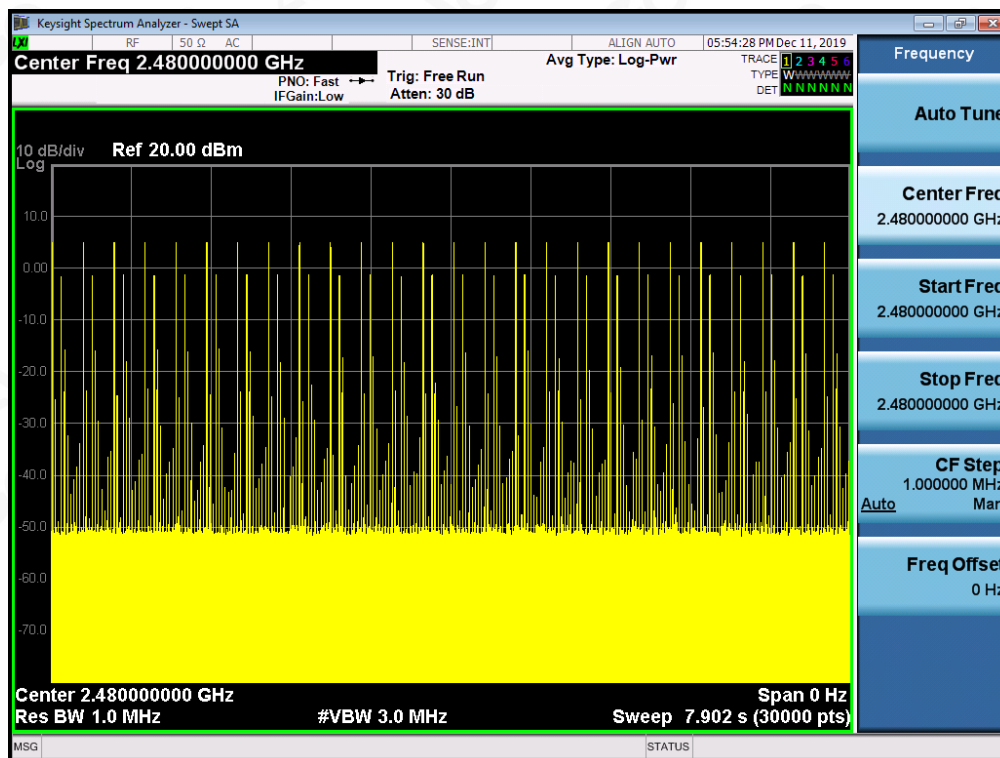 Keysight Spectrum Analyzer - Swept SA
LXI RF 50 Ω AC SENSE:INT ALIGN AUTO 05:54:28 PM Dec 11, 2019
Center Freq 2.480000000 GHz
PNO: Fast
IFGain:Low
Trig: Free Run
Atten: 30 dB
Avg Type: Log-Pwr
TRACE 1 2 3 4 5 6
TYPE W W W W W W
DET N N N N N N
10 dB/div
Log
Ref 20.00 dBm
10.0
0.00
-10.0
-20.0
-30.0
-40.0
-50.0
-60.0
-70.0
Center 2.480000000 GHz
Span 0 Hz
Res BW 1.0 MHz
#VBW 3.0 MHz
Sweep 7.902 s (30000 pts)
MSG
STATUS
Frequency
Auto Tune
Center Freq
2.480000000 GHz
Start Freq
2.480000000 GHz
Stop Freq
2.480000000 GHz
CF Step
1.000000 MHz
Auto Man
Freq Offset
0 Hz